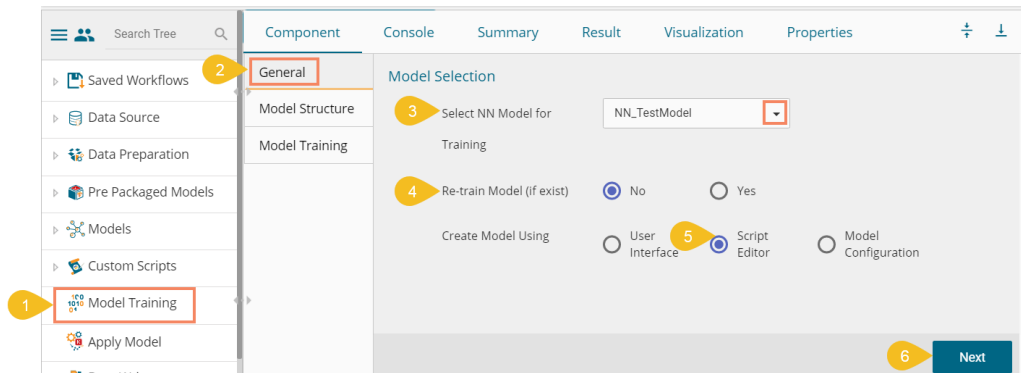 Search Tree
Component Console Summary Result Visualization Properties
Saved Workflows
Data Source
Data Preparation
Pre Packaged Models
Models
Custom Scripts
1 Model Training
Apply Model
2 General
Model Structure
Model Training
Model Selection
3 Select NN Model for
Training
NN_TestModel
4 Re-train Model (if exist) No Yes
Create Model Using
User
Interface
5 Script
Editor
Model
Configuration
6 Next